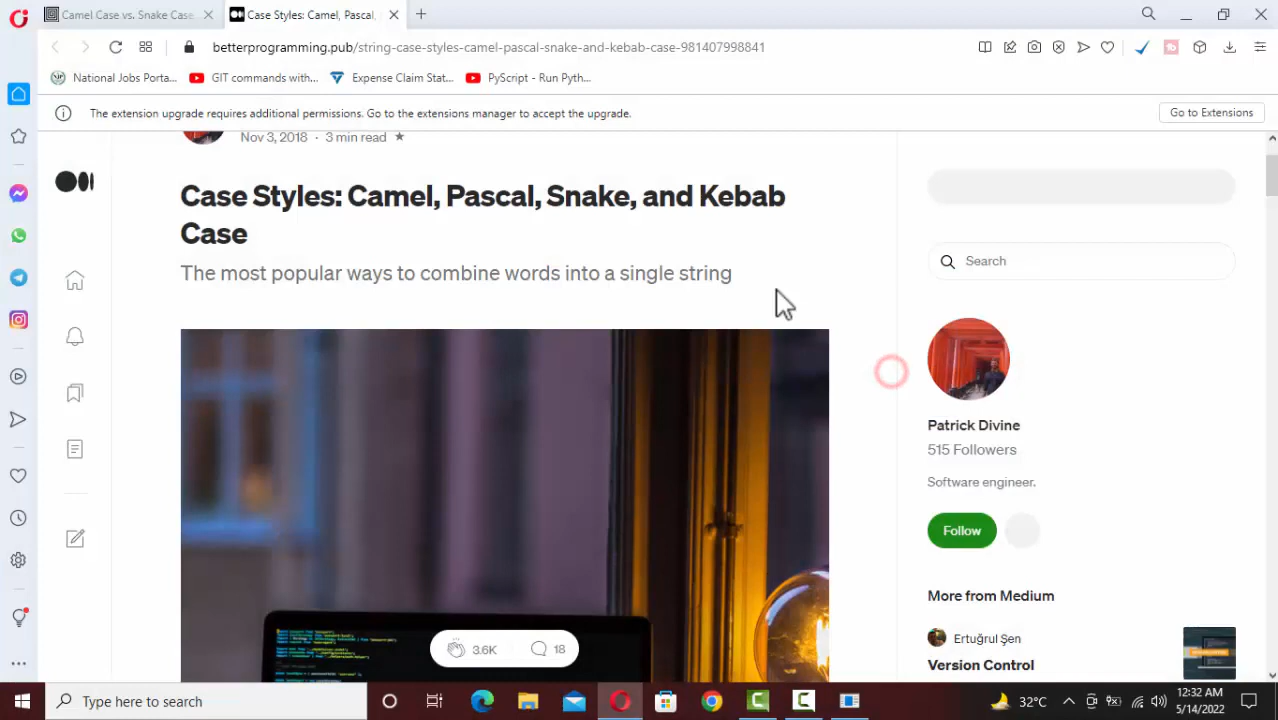 Camel Case vs. Snake Case
Case Styles: Camel, Pascal,
betterprogramming.pub/string-case-styles-camel-pascal-snake-and-kebab-case-981407998841
National Jobs Porta...
GIT commands with...
Expense Claim Stat...
PyScript - Run Pyth...
The extension upgrade requires additional permissions. Go to the extensions manager to accept the upgrade.
Go to Extensions
Nov 3, 2018 · 3 min read
Case Styles: Camel, Pascal, Snake, and Kebab
Case
The most popular ways to combine words into a single string
Search
Patrick Divine
515 Followers
Software engineer.
Follow
More from Medium
Ertuğrul Şen
Version Control
3.6K
Type here to search
32°C
12:32 AM
5/14/2022